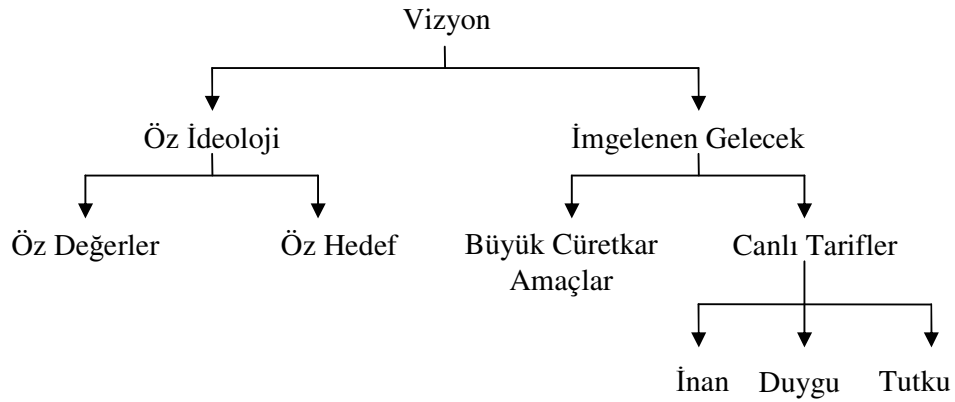 Vizyon
Öz İdeoloji
İmgelenen Gelecek
Öz Değerler
Öz Hedef
Büyük Cüretkar
Amaçlar
Canlı Tarifler
İnan
Duygu
Tutku